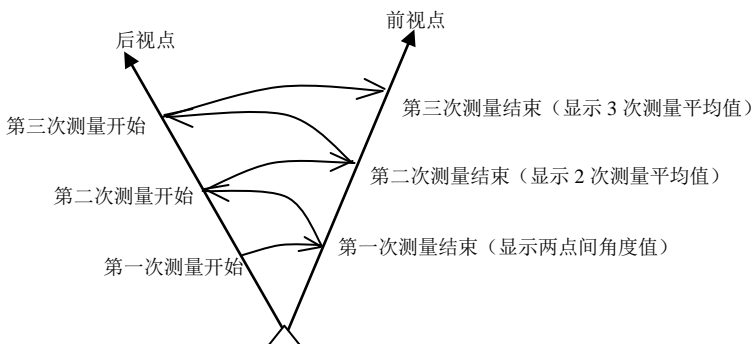 前视点
后视点
第三次测量结束（显示 3 次测量平均值）
第三次测量开始
第二次测量结束（显示 2 次测量平均值）
第二次测量开始
第一次测量结束（显示两点间角度值）
第一次测量开始